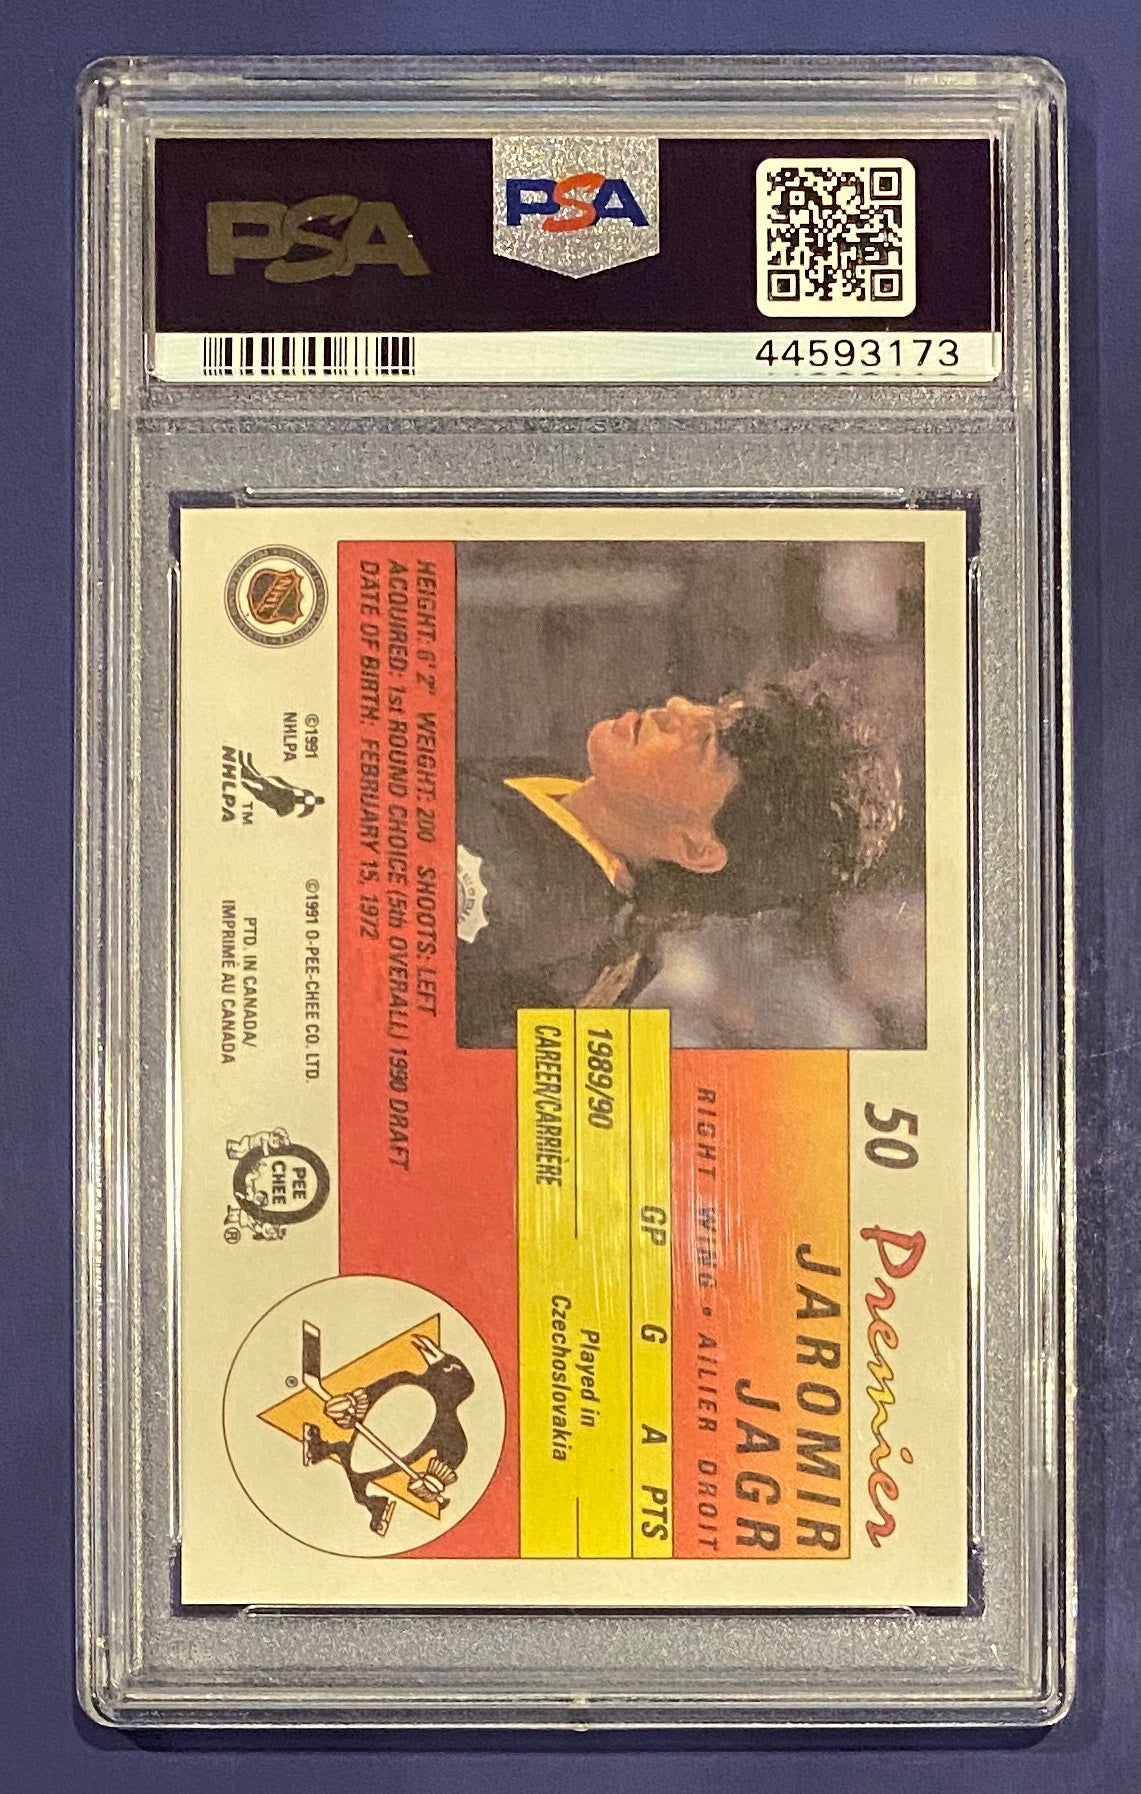 PSA
PSA
44593173
50 Premier
JAROMIR
JAGR
RIGHT WING • AILIER DROIT
GP G A PTS
1989/90 Played in
CAREER/CARRIÈRE Czechoslovakia
HEIGHT: 6' 2" WEIGHT: 200 SHOOTS: LEFT
ACQUIRED: 1st ROUND CHOICE (5th OVERALL) 1990 DRAFT
DATE OF BIRTH: FEBRUARY 15, 1972
NHL
©1991
NHLPA
NHLPA™
©1991 O-PEE-CHEE CO. LTD.
PTD. IN CANADA/
IMPRIMÉ AU CANADA
O
PEE
CHEE
®
®